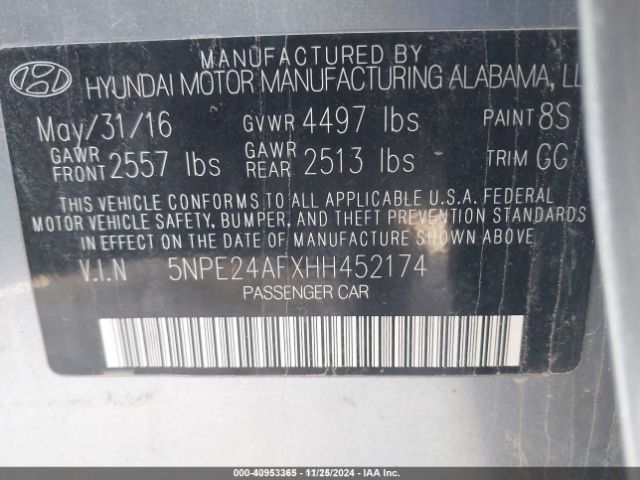 MANUFACTURED BY
HYUNDAI MOTOR MANUFACTURING ALABAMA,
May/31/16 GVWR 4497 lbs PAINT 8S
GAWR FRONT 2557 lbs GAWR REAR 2513 lbs TRIM GG
THIS VEHICLE CONFORMS TO ALL APPLICABLE U.S.A. FEDERAL
MOTOR VEHICLE SAFETY, BUMPER, AND THEFT PREVENTION STANDARDS
IN EFFECT ON THE DATE OF MANUFACTURE SHOWN ABOVE
V.I.N 5NPE24AFXHH452174
PASSENGER CAR
000-40953365 - 11/25/2024 - IAA Inc.